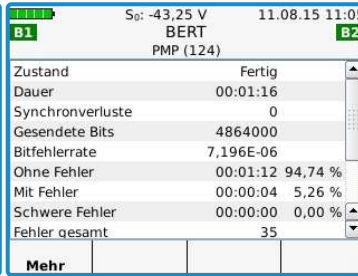 S₀: -43,25 V 11.08.15 11:05
B1 BERT B2
PMP (124)
Zustand Fertig
Dauer 00:01:16
Synchronverluste 0
Gesendete Bits 4864000
Bitfehlerrate 7,196E-06
Ohne Fehler 00:01:12 94,74 %
Mit Fehler 00:00:04 5,26 %
Schwere Fehler 00:00:00 0,00 %
Fehler gesamt 35
Mehr